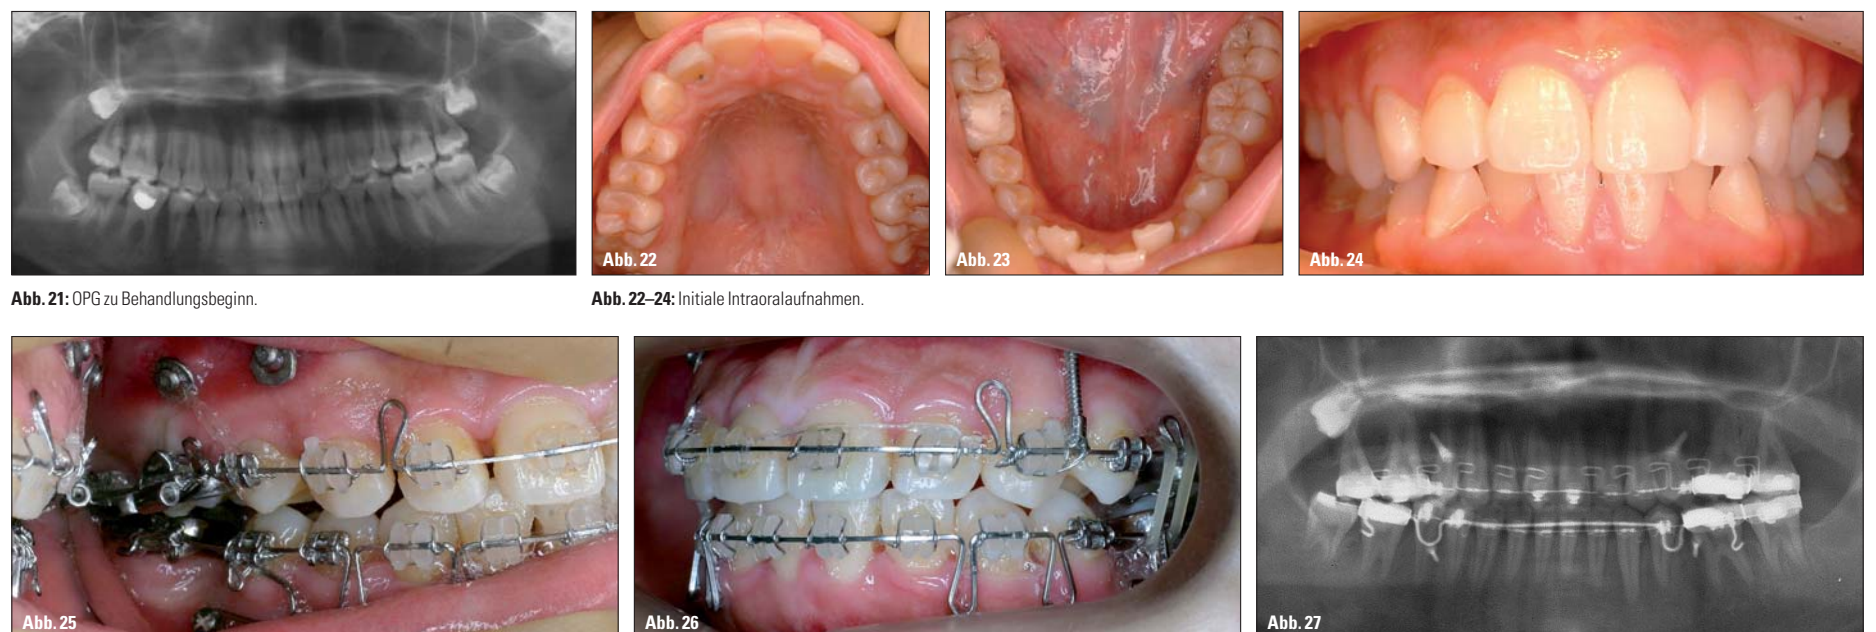 Abb. 22
Abb. 23
Abb. 24
Abb. 21: OPG zu Behandlungsbeginn.
Abb. 22–24: Initiale Intraoralaufnahmen.
Abb. 25
Abb. 26
Abb. 27